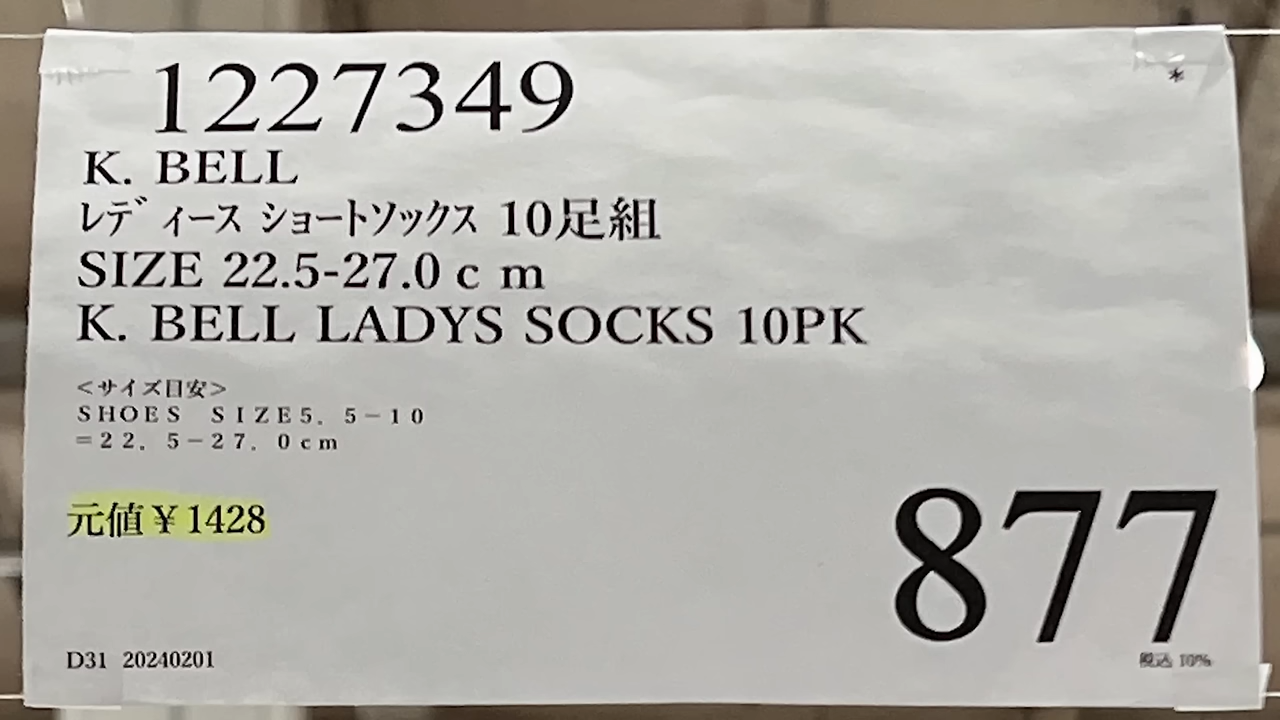 1227349
*
K. BELL
ﾚﾃﾞｨｰｽ ｼｮｰﾄｿｯｸｽ 10足組
SIZE 22.5-27.0ｃｍ
K. BELL LADYS SOCKS 10PK
＜サイズ目安＞
ＳＨＯＥＳ　ＳＩＺＥ５．５－１０
＝２２．５－２７．０ｃｍ
元値￥1428
877
税込 10%
D31 20240201